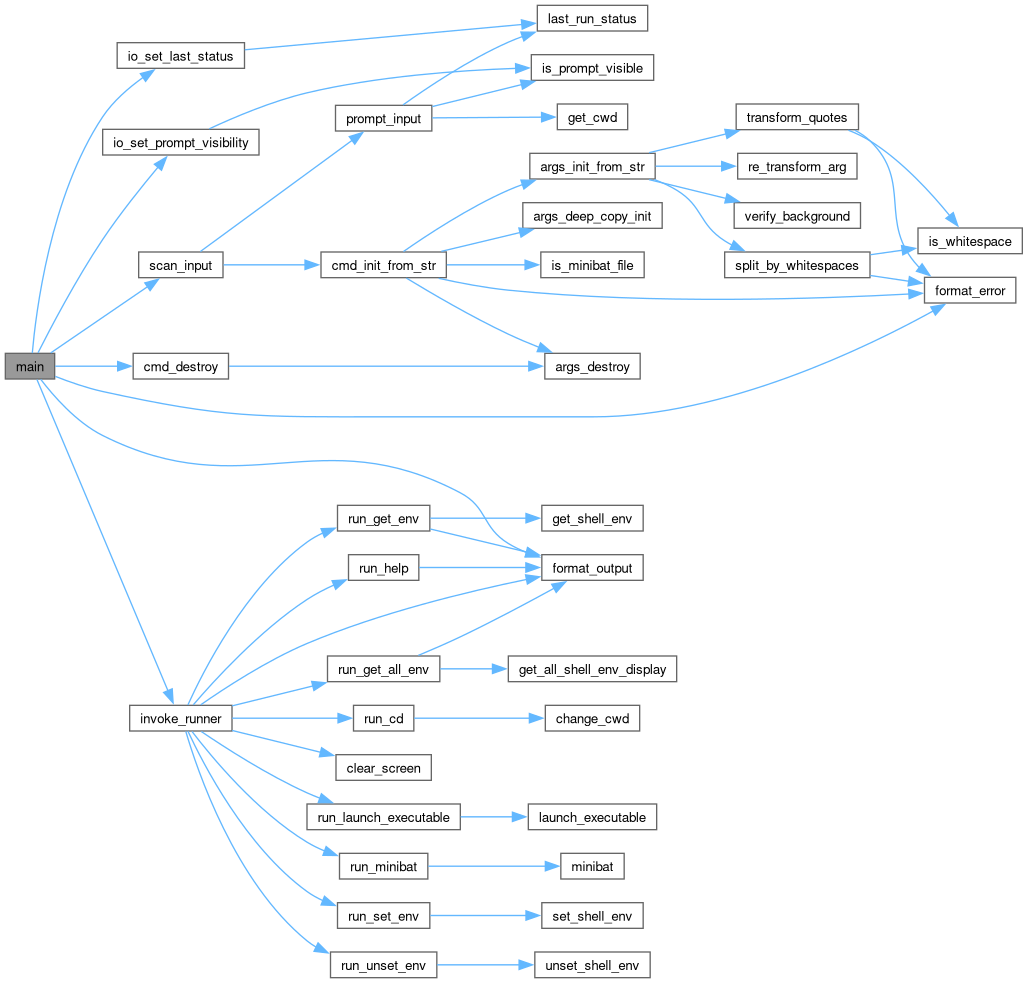 last_run_status
io_set_last_status
is_prompt_visible
prompt_input
get_cwd
transform_quotes
io_set_prompt_visibility
args_init_from_str
re_transform_arg
args_deep_copy_init
verify_background
is_whitespace
scan_input
cmd_init_from_str
is_minibat_file
split_by_whitespaces
format_error
main
cmd_destroy
args_destroy
run_get_env
get_shell_env
run_help
format_output
run_get_all_env
get_all_shell_env_display
invoke_runner
run_cd
change_cwd
clear_screen
run_launch_executable
launch_executable
run_minibat
minibat
run_set_env
set_shell_env
run_unset_env
unset_shell_env